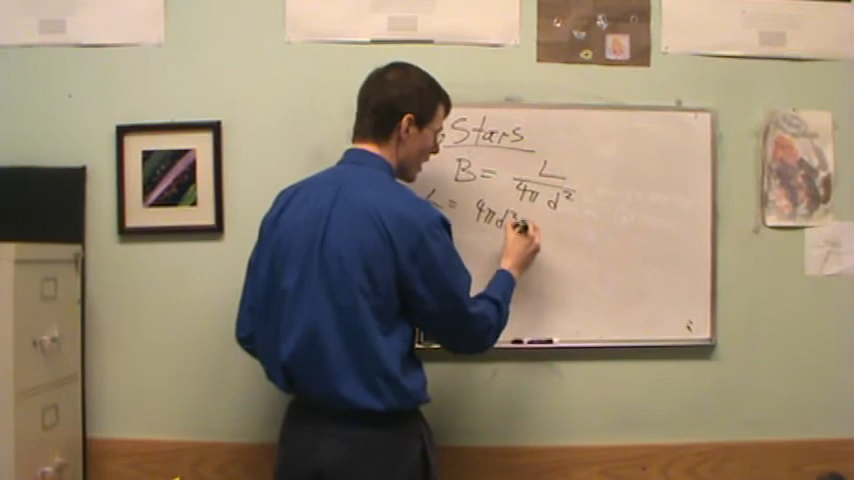 Stars
B = L / 4π d²
L = 4πd²